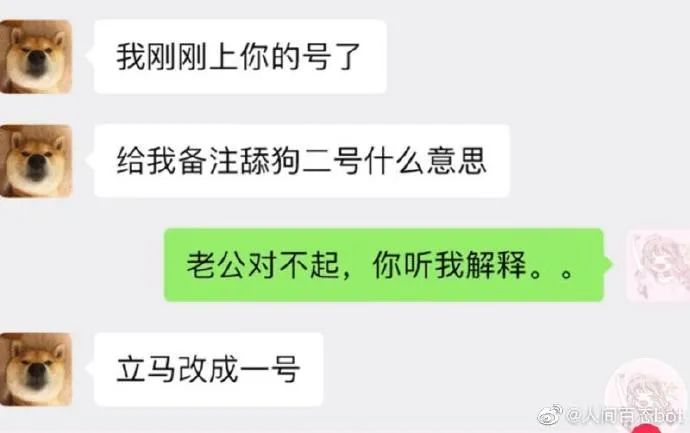 我刚刚上你的号了
给我备注舔狗二号什么意思
老公对不起，你听我解释。。
立马改成一号
@人间百态bot